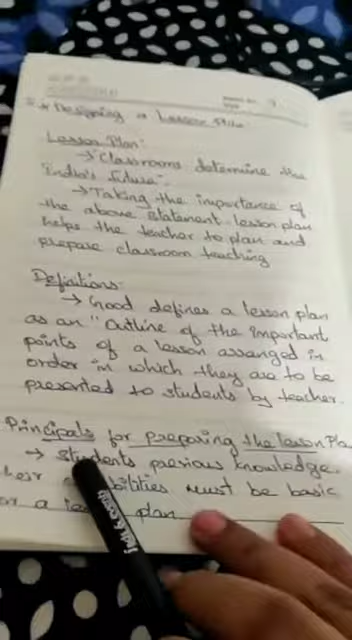 Designing a Lesson Plan
Lesson Plan:
→ "Classrooms determine the
India's future".
→ Taking the importance of
the above statement lesson plan
helps the teacher to plan and
prepare classroom teaching
Definitions:
→ Good defines a lesson plan
as an "Outline of the important
points of a lesson arranged in
order in which they are to be
presented to students by teacher.
Principals for preparing the lesson Plan
→ Students previous knowledge.
must be basic
a plan